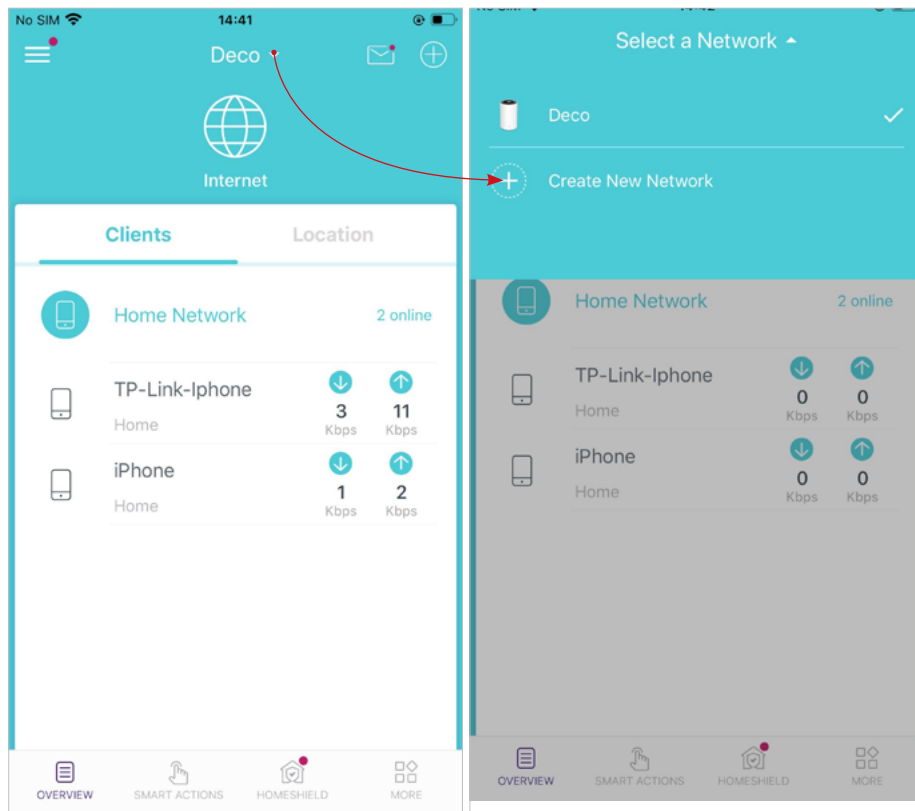 No SIM
14:41
Deco
Internet
Clients
Location
Home Network
2 online
TP-Link-Iphone
3
11
Home
Kbps
Kbps
iPhone
1
2
Home
Kbps
Kbps
OVERVIEW
SMART ACTIONS
HOMESHIELD
MORE
Select a Network
Deco
Create New Network
Home Network
2 online
TP-Link-Iphone
0
0
Home
Kbps
Kbps
iPhone
0
0
Home
Kbps
Kbps
OVERVIEW
SMART ACTIONS
HOMESHIELD
MORE